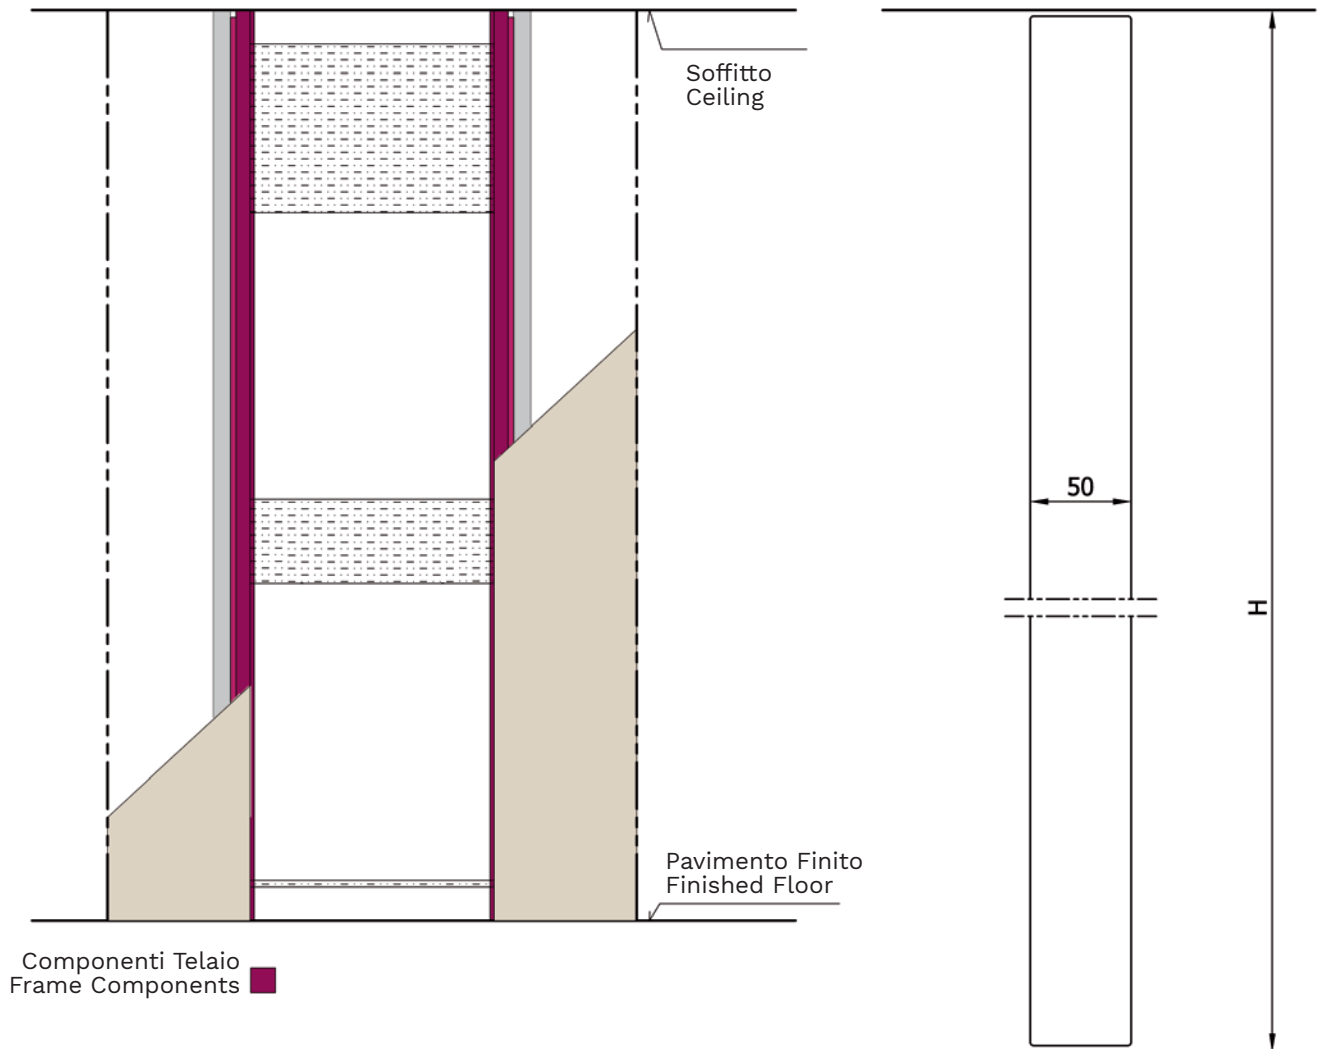 Soffitto
Ceiling
50
H
Pavimento Finito
Finished Floor
Componenti Telaio
Frame Components